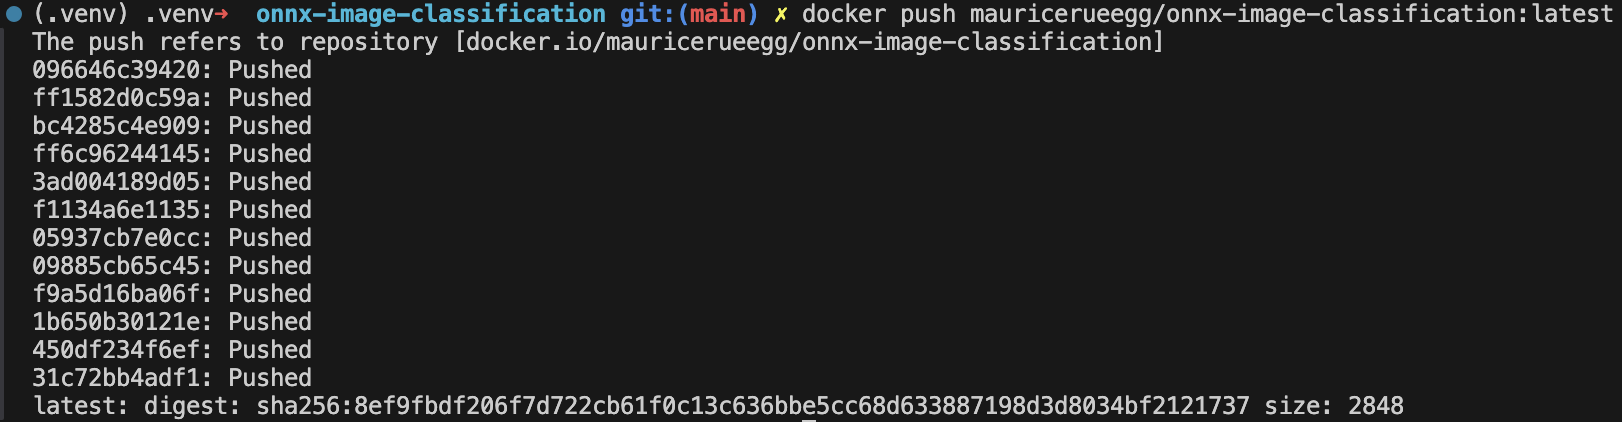 (.venv) .venv→ onnx-image-classification git:(main) ✗ docker push mauricerueegg/onnx-image-classification:latest
The push refers to repository [docker.io/mauricerueegg/onnx-image-classification]
096646c39420: Pushed
ff1582d0c59a: Pushed
bc4285c4e909: Pushed
ff6c96244145: Pushed
3ad004189d05: Pushed
f1134a6e1135: Pushed
05937cb7e0cc: Pushed
09885cb65c45: Pushed
f9a5d16ba06f: Pushed
1b650b30121e: Pushed
450df234f6ef: Pushed
31c72bb4adf1: Pushed
latest: digest: sha256:8ef9fbdf206f7d722cb61f0c13c636bbe5cc68d633887198d3d8034bf2121737 size: 2848